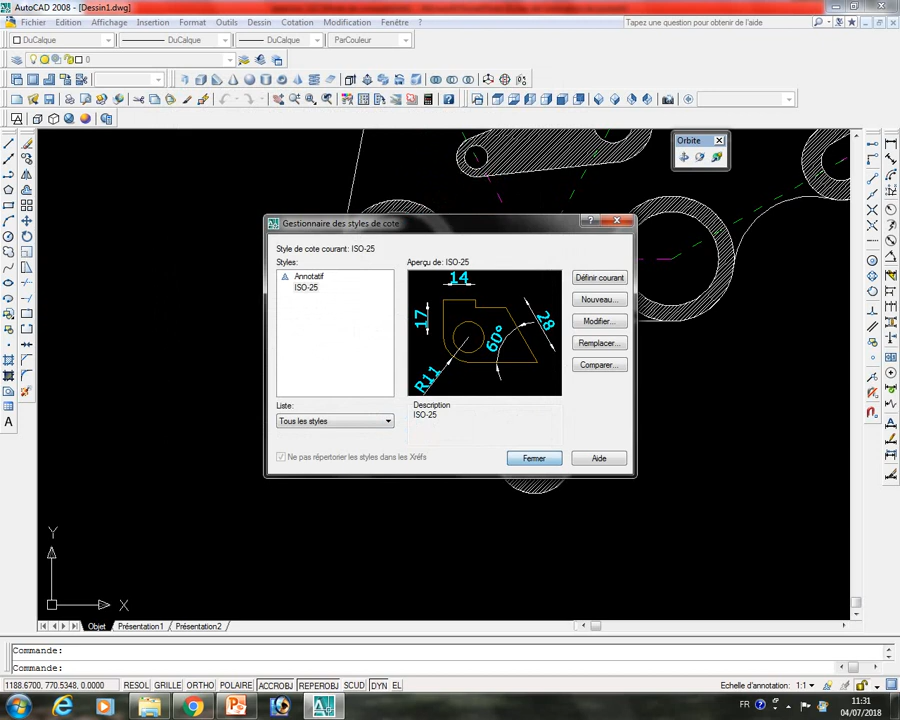 AutoCAD 2008 - [Dessin1.dwg]
Fichier Edition Affichage Insertion Format Outils Dessin Cotation Modification Fenêtre ?
Tapez une question pour obtenir de l'aide
DuCalque DuCalque DuCalque ParCouleur
0
Orbite
Gestionnaire des styles de cote
Style de cote courant: ISO-25
Styles:
Aperçu de: ISO-25
Annotatif
ISO-25
14
17
28
60°
R11
Définir courant
Nouveau...
Modifier...
Remplacer...
Comparer...
Liste:
Tous les styles
Description
ISO-25
Ne pas répertorier les styles dans les Xréfs
Fermer
Aide
Y
X
Objet Présentation1 Présentation2
Commande:
Commande:
1188.6700, 770.5348, 0.0000 RESOL GRILLE ORTHO POLAIRE ACCROBJ REPEROBJ SCUD DYN EL
Echelle d'annotation: 1:1
FR
11:31
04/07/2018